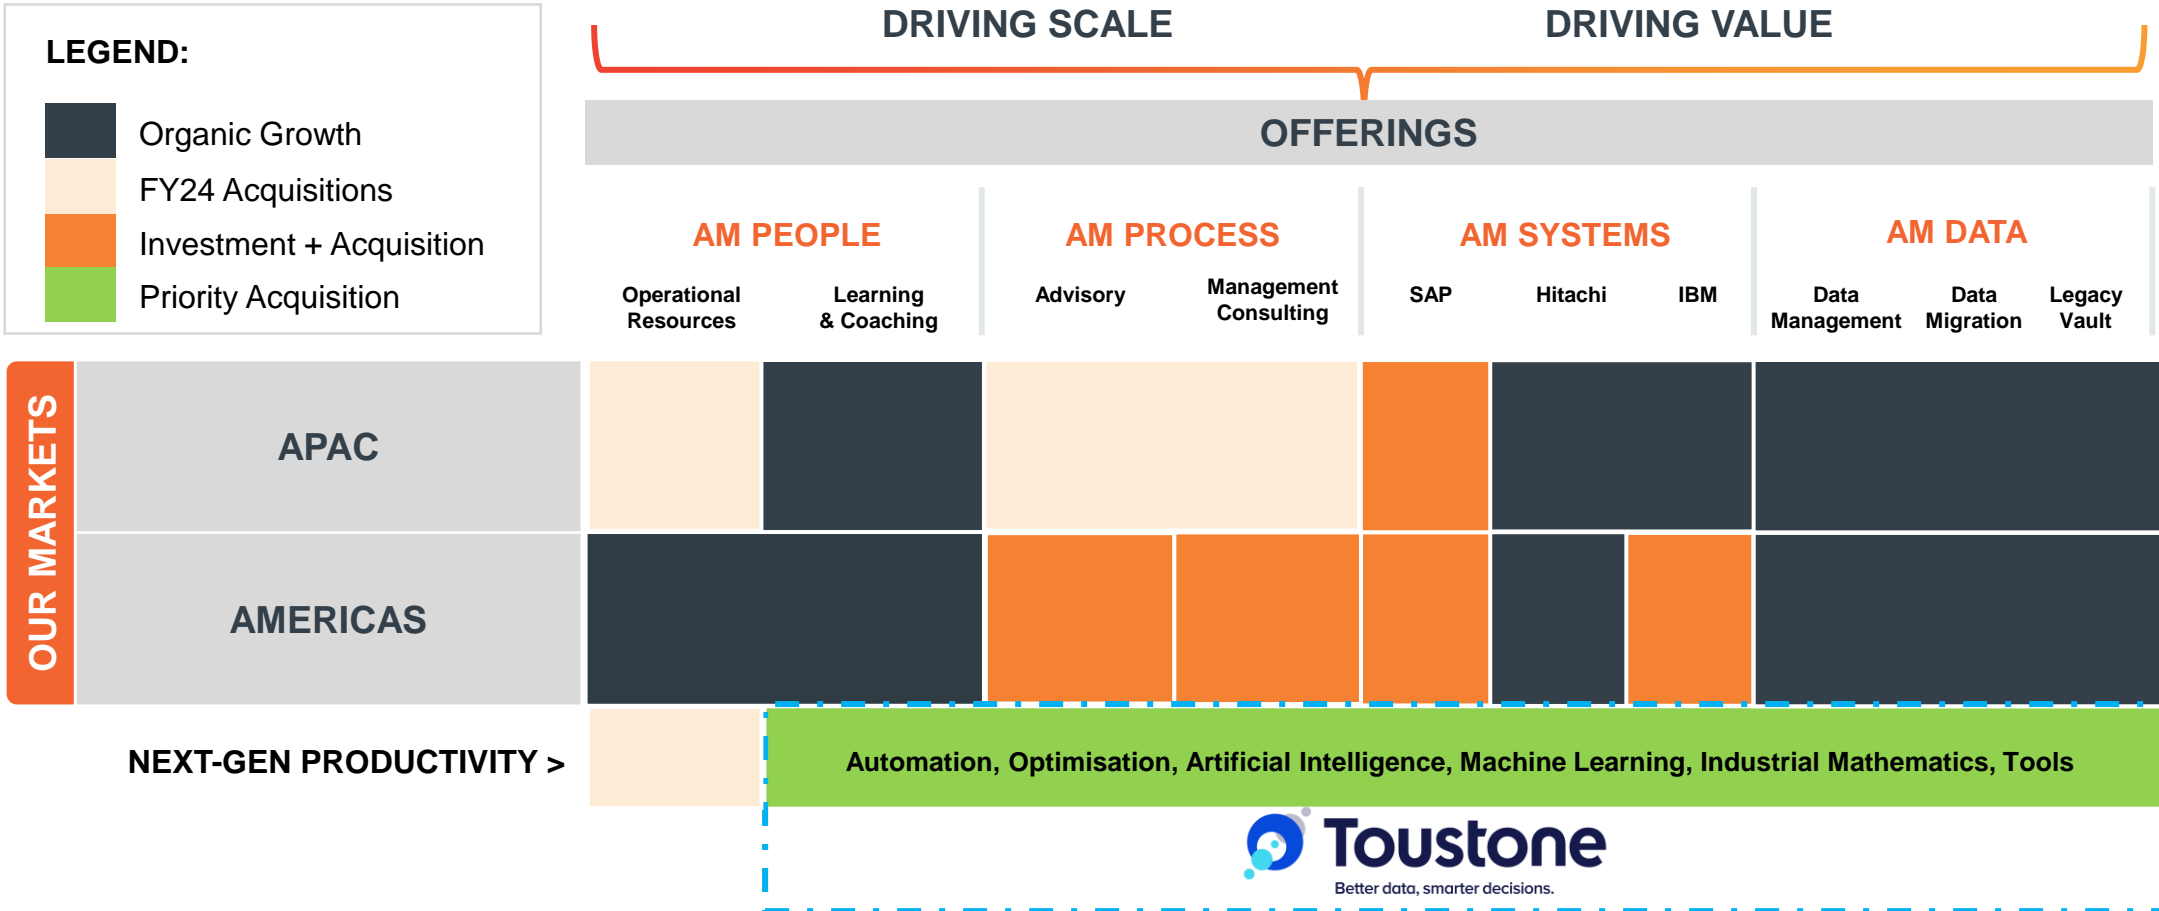 LEGEND:
Organic Growth
FY24 Acquisitions
Investment + Acquisition
Priority Acquisition
DRIVING SCALE
DRIVING VALUE
OFFERINGS
AM PEOPLE
AM PROCESS
AM SYSTEMS
AM DATA
Operational
Resources
Learning
& Coaching
Advisory
Management
Consulting
SAP
Hitachi
IBM
Data
Management
Data
Migration
Legacy
Vault
OUR MARKETS
APAC
AMERICAS
NEXT-GEN PRODUCTIVITY >
Automation, Optimisation, Artificial Intelligence, Machine Learning, Industrial Mathematics, Tools
Toustone
Better data, smarter decisions.